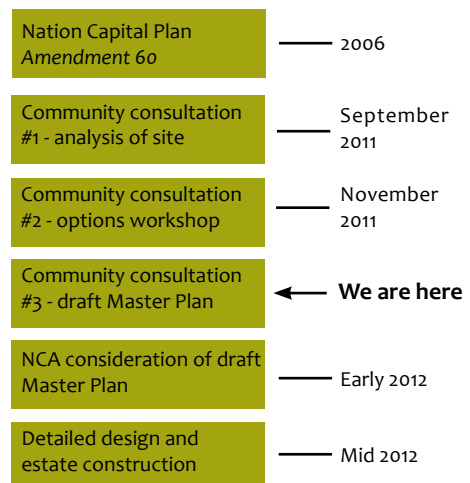 Nation Capital Plan
Amendment 60
2006
Community consultation
#1 - analysis of site
September
2011
Community consultation
#2 - options workshop
November
2011
Community consultation
#3 - draft Master Plan
We are here
NCA consideration of draft
Master Plan
Early 2012
Detailed design and
estate construction
Mid 2012